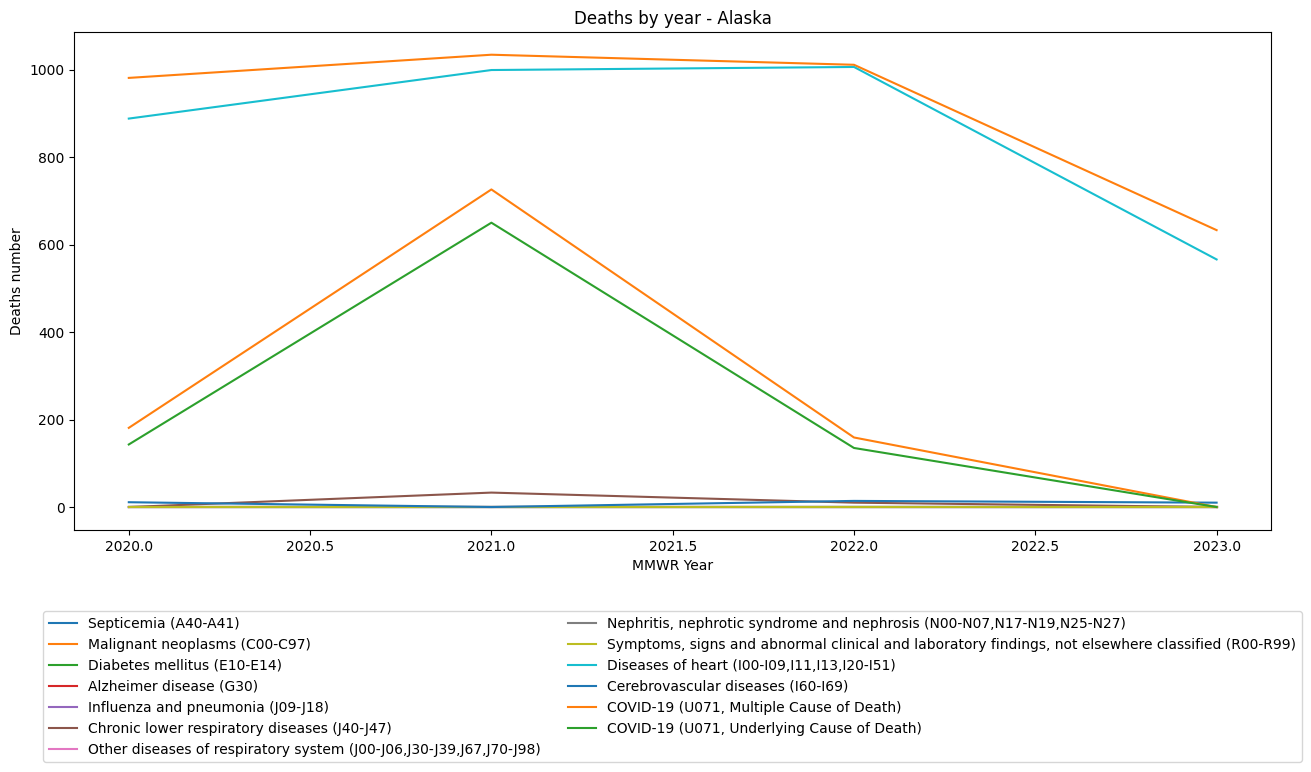 Deaths by year - Alaska
1000
800
600
400
200
0
Deaths number
2020.0
2020.5
2021.0
2021.5
2022.0
2022.5
2023.0
MMWR Year
Septicemia (A40-A41)
Malignant neoplasms (C00-C97)
Diabetes mellitus (E10-E14)
Alzheimer disease (G30)
Influenza and pneumonia (J09-J18)
Chronic lower respiratory diseases (J40-J47)
Other diseases of respiratory system (J00-J06,J30-J39,J67,J70-J98)
Nephritis, nephrotic syndrome and nephrosis (N00-N07,N17-N19,N25-N27)
Symptoms, signs and abnormal clinical and laboratory findings, not elsewhere classified (R00-R99)
Diseases of heart (I00-I09,I11,I13,I20-I51)
Cerebrovascular diseases (I60-I69)
COVID-19 (U071, Multiple Cause of Death)
COVID-19 (U071, Underlying Cause of Death)